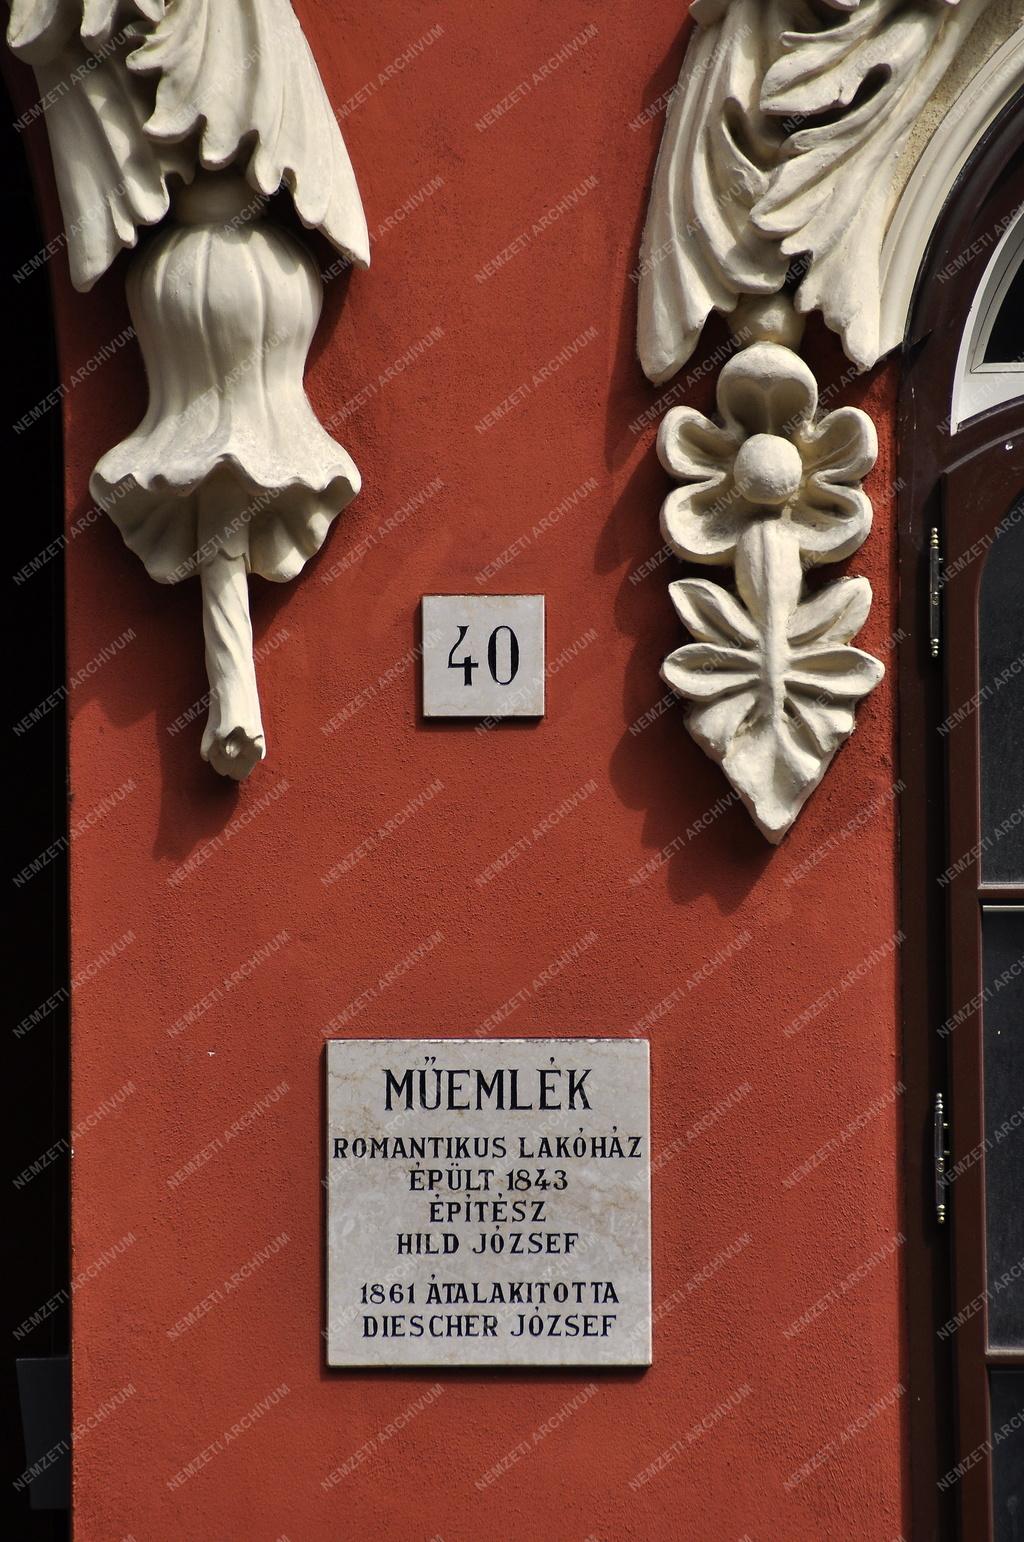 40
MŰEMLÉK
ROMANTIKUS LAKÓHÁZ
ÉPÜLT 1843
ÉPÍTÉSZ
HILD JÓZSEF
1861 ÁTALAKITOTTA
DIESCHER JÓZSEF
NEMZETI ARCHÍVUM